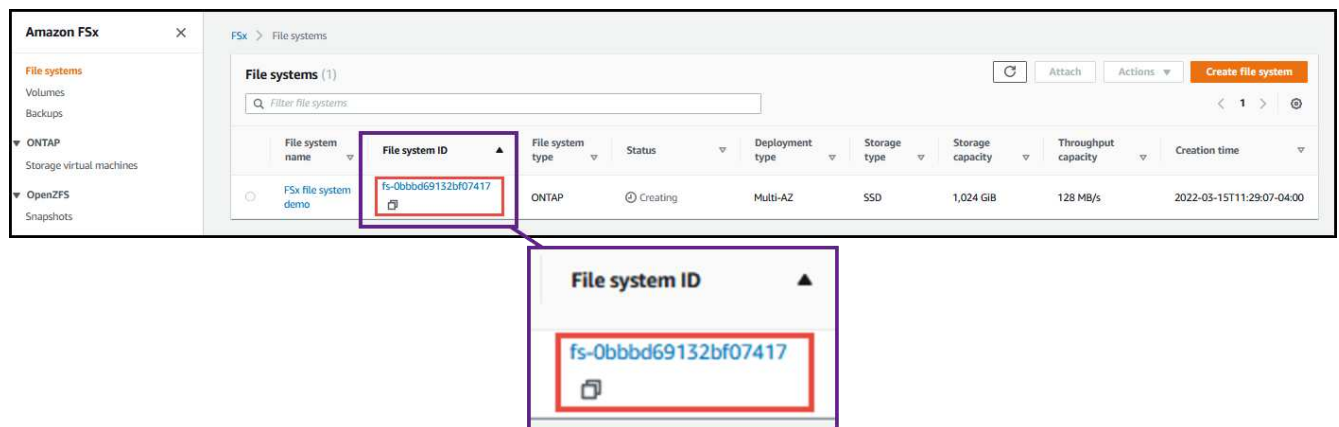 Amazon FSx
File systems
Volumes
Backups
ONTAP
Storage virtual machines
OpenZFS
Snapshots
FSx > File systems
File systems (1)
Attach
Actions
Create file system
Filter file systems
< 1 >
File system name
File system ID
File system type
Status
Deployment type
Storage type
Storage capacity
Throughput capacity
Creation time
FSx file system demo
fs-0bbbd69132bf07417
ONTAP
Creating
Multi-AZ
SSD
1,024 GiB
128 MB/s
2022-03-15T11:29:07-04:00
File system ID
fs-0bbbd69132bf07417